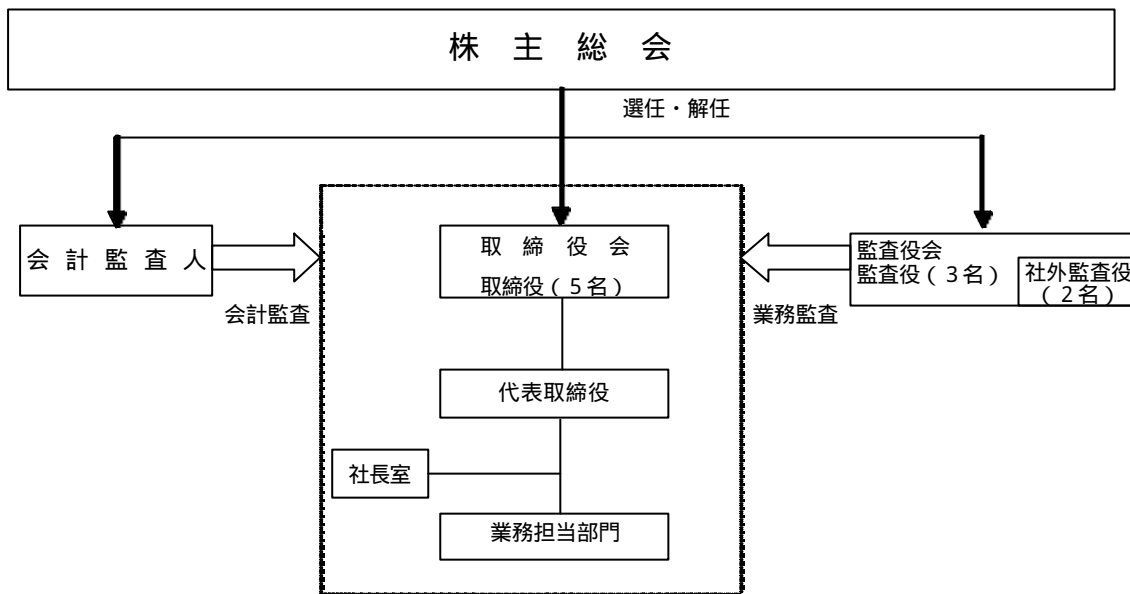 株 主 総 会
選任・解任
会 計 監 査 人
取 締 役 会
取締役（５名）
監査役会
監査役（３名）
社外監査役
（２名）
会計監査
業務監査
代表取締役
社長室
業務担当部門